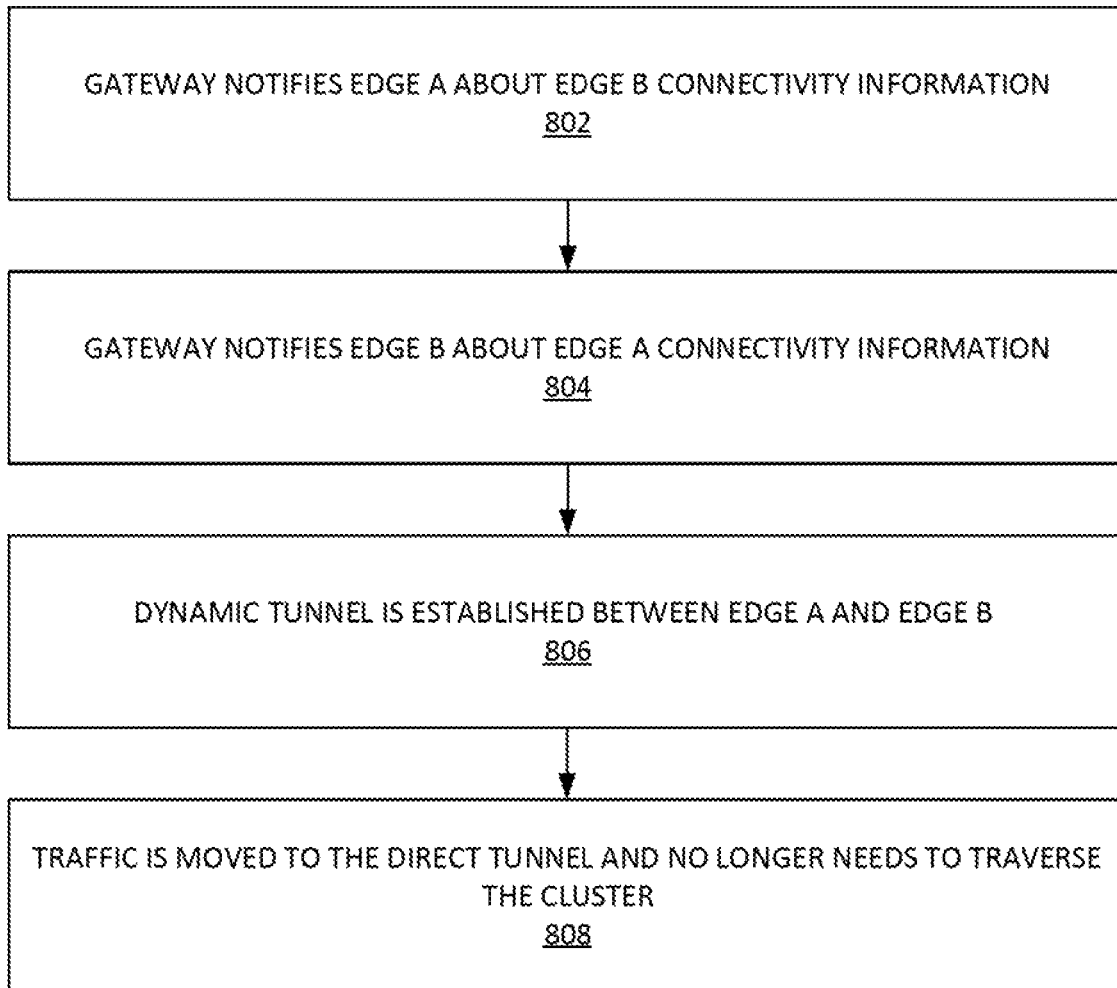 GATEWAY NOTIFIES EDGE A ABOUT EDGE B CONNECTIVITY INFORMATION
802
GATEWAY NOTIFIES EDGE B ABOUT EDGE A CONNECTIVITY INFORMATION
804
DYNAMIC TUNNEL IS ESTABLISHED BETWEEN EDGE A AND EDGE B
806
TRAFFIC IS MOVED TO THE DIRECT TUNNEL AND NO LONGER NEEDS TO TRAVERSE
THE CLUSTER
808